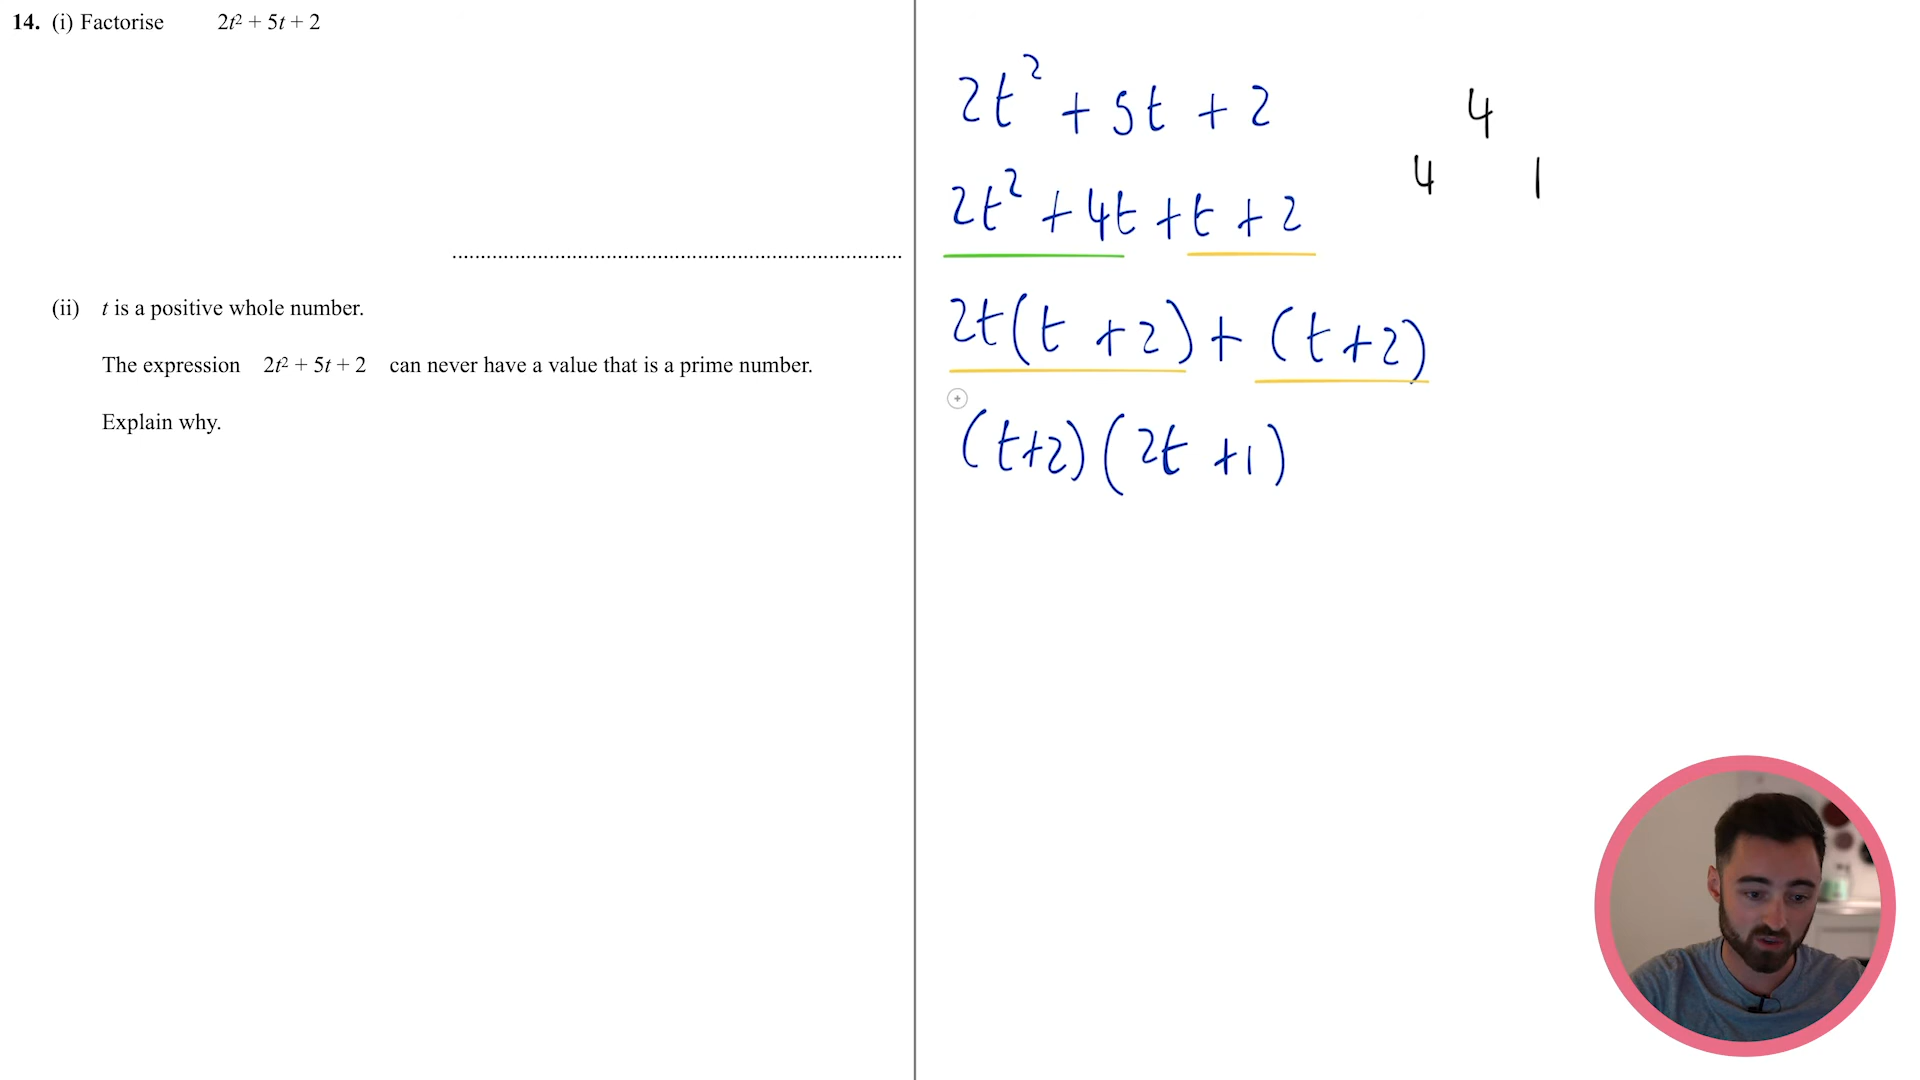 14. (i) Factorise 2t² + 5t + 2
(ii) t is a positive whole number.
The expression 2t² + 5t + 2 can never have a value that is a prime number.
Explain why.
2t² + 5t + 2
4
4 1
2t² + 4t + t + 2
2t(t + 2) + (t + 2)
(t+2)(2t +1)